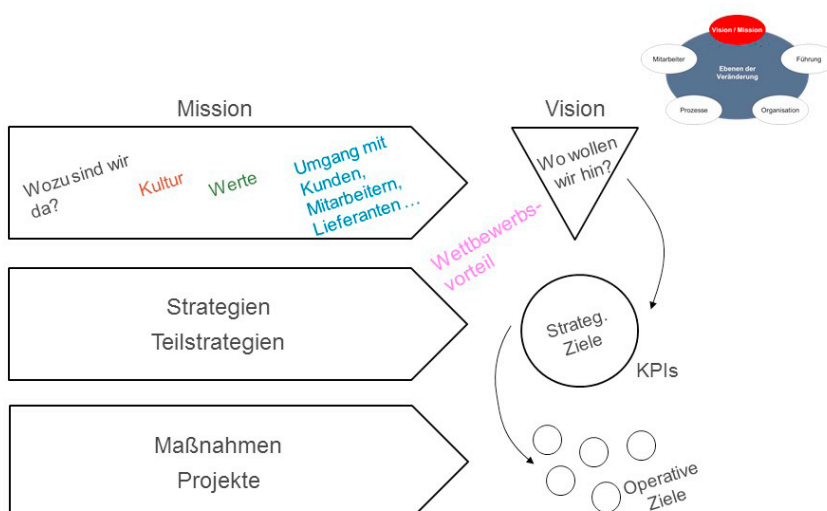 Vision / Mission
Mitarbeiter
Führung
Ebenen der
Veränderung
Prozesse
Organisation
Mission
Vision
Wozu sind wir
da?
Kultur
Werte
Umgang mit
Kunden,
Mitarbeitern,
Lieferanten ...
Wo wollen
wir hin?
Wettbewerbs-
vorteil
Strategien
Teilstrategien
Strateg.
Ziele
KPIs
Maßnahmen
Projekte
Operative
Ziele